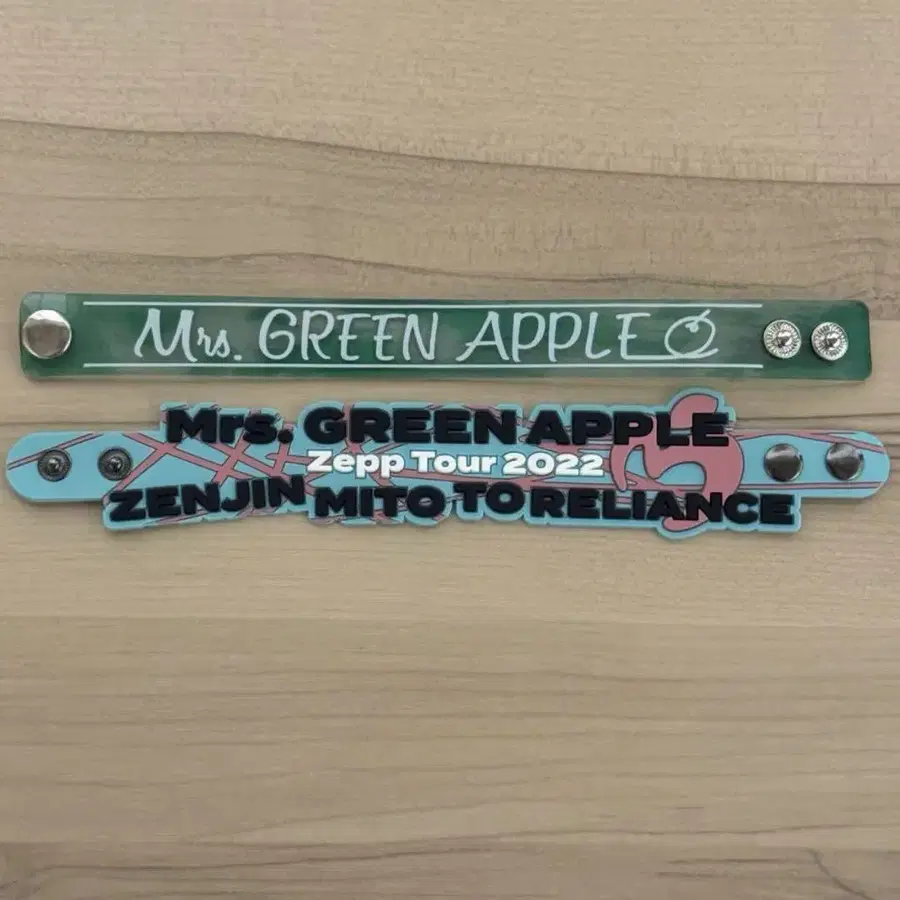 Mrs. GREEN APPLE
Mrs. GREEN APPLE
Zepp Tour 2022
ZENJIN MITO TO RELIANCE